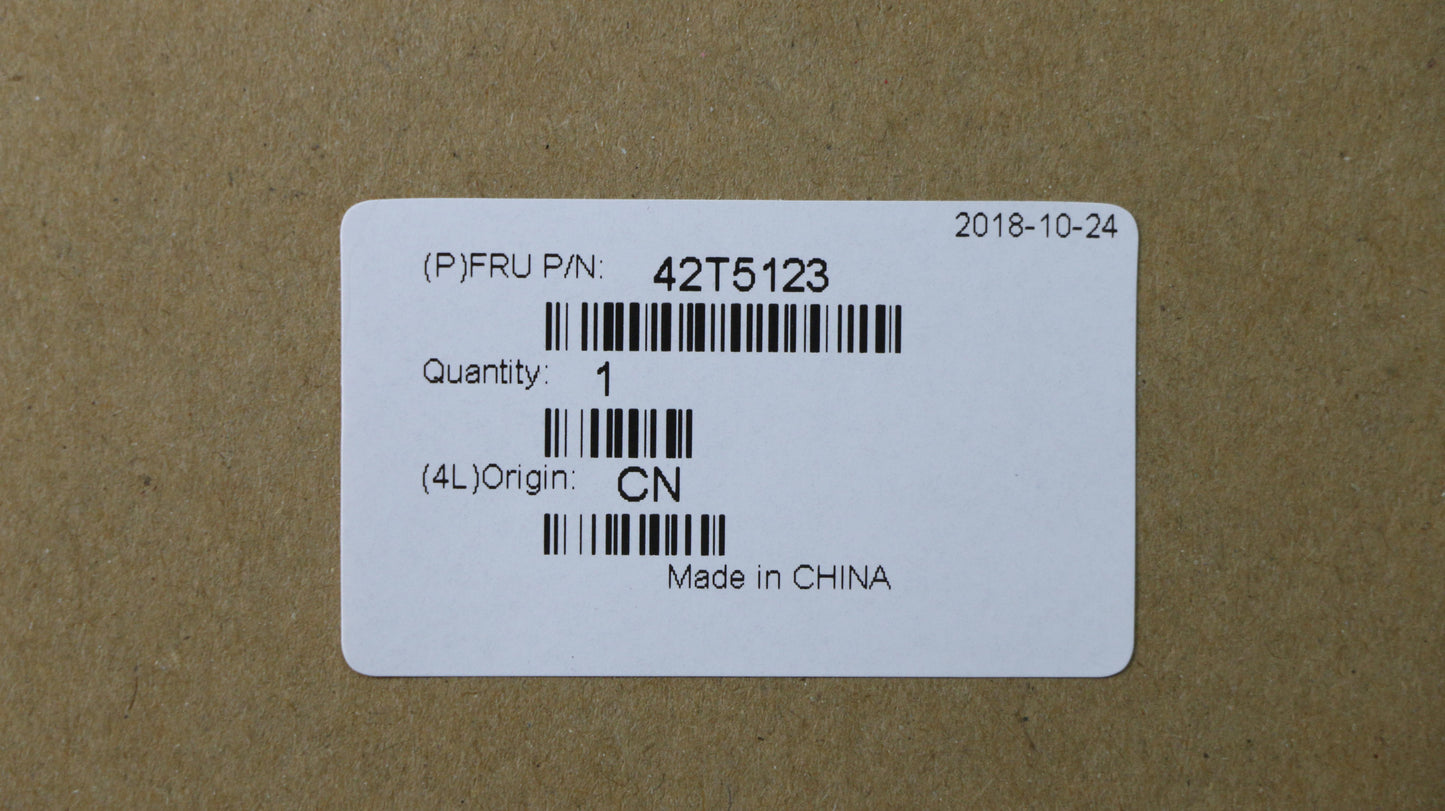 2018-10-24
(P)FRU P/N: 42T5123
Quantity: 1
(4L)Origin: CN
Made in CHINA